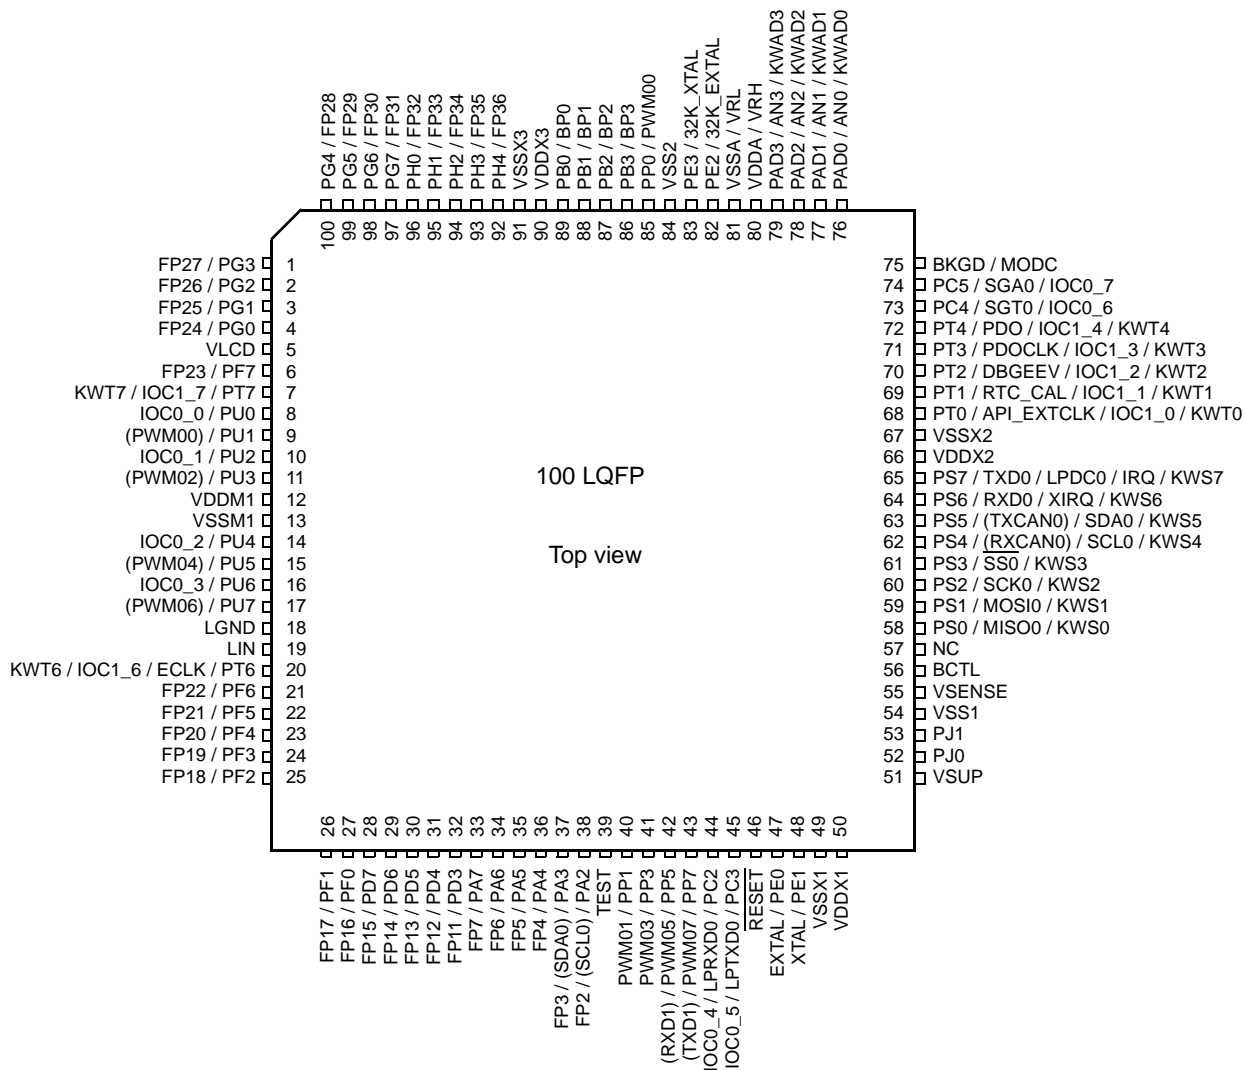 PG4 / FP28
PG5 / FP29
PG6 / FP30
PG7 / FP31
PH0 / FP32
PH1 / FP33
PH2 / FP34
PH3 / FP35
PH4 / FP36
VSSX3
VDDX3
PB0 / BP0
PB1 / BP1
PB2 / BP2
PB3 / BP3
PP0 / PWM00
VSS2
PE3 / 32K_XTAL
PE2 / 32K_EXTAL
VSSA / VRL
VDDA / VRH
PAD3 / AN3 / KWAD3
PAD2 / AN2 / KWAD2
PAD1 / AN1 / KWAD1
PAD0 / AN0 / KWAD0
100
99
98
97
96
95
94
93
92
91
90
89
88
87
86
85
84
83
82
81
80
79
78
77
76
FP27 / PG3 1
FP26 / PG2 2
FP25 / PG1 3
FP24 / PG0 4
VLCD 5
FP23 / PF7 6
KWT7 / IOC1_7 / PT7 7
IOC0_0 / PU0 8
(PWM00) / PU1 9
IOC0_1 / PU2 10
(PWM02) / PU3 11
VDDM1 12
VSSM1 13
IOC0_2 / PU4 14
(PWM04) / PU5 15
IOC0_3 / PU6 16
(PWM06) / PU7 17
LGND 18
LIN 19
KWT6 / IOC1_6 / ECLK / PT6 20
FP22 / PF6 21
FP21 / PF5 22
FP20 / PF4 23
FP19 / PF3 24
FP18 / PF2 25
100 LQFP
Top view
75 BKGD / MODC
74 PC5 / SGA0 / IOC0_7
73 PC4 / SGT0 / IOC0_6
72 PT4 / PDO / IOC1_4 / KWT4
71 PT3 / PDOCLK / IOC1_3 / KWT3
70 PT2 / DBGEEV / IOC1_2 / KWT2
69 PT1 / RTC_CAL / IOC1_1 / KWT1
68 PT0 / API_EXTCLK / IOC1_0 / KWT0
67 VSSX2
66 VDDX2
65 PS7 / TXD0 / LPDC0 / IRQ / KWS7
64 PS6 / RXD0 / XIRQ / KWS6
63 PS5 / (TXCAN0) / SDA0 / KWS5
62 PS4 / (RXCAN0) / SCL0 / KWS4
61 PS3 / SS0 / KWS3
60 PS2 / SCK0 / KWS2
59 PS1 / MOSI0 / KWS1
58 PS0 / MISO0 / KWS0
57 NC
56 BCTL
55 VSENSE
54 VSS1
53 PJ1
52 PJ0
51 VSUP
26
27
28
29
30
31
32
33
34
35
36
37
38
39
40
41
42
43
44
45
46
47
48
49
50
FP17 / PF1
FP16 / PF0
FP15 / PD7
FP14 / PD6
FP13 / PD5
FP12 / PD4
FP11 / PD3
FP7 / PA7
FP6 / PA6
FP5 / PA5
FP4 / PA4
FP3 / (SDA0) / PA3
FP2 / (SCL0) / PA2
TEST
PWM01 / PP1
PWM03 / PP3
(RXD1) / PWM05 / PP5
(TXD1) / PWM07 / PP7
IOC0_4 / LPRXD0 / PC2
IOC0_5 / LPTXD0 / PC3
RESET
EXTAL / PE0
XTAL / PE1
VSSX1
VDDX1